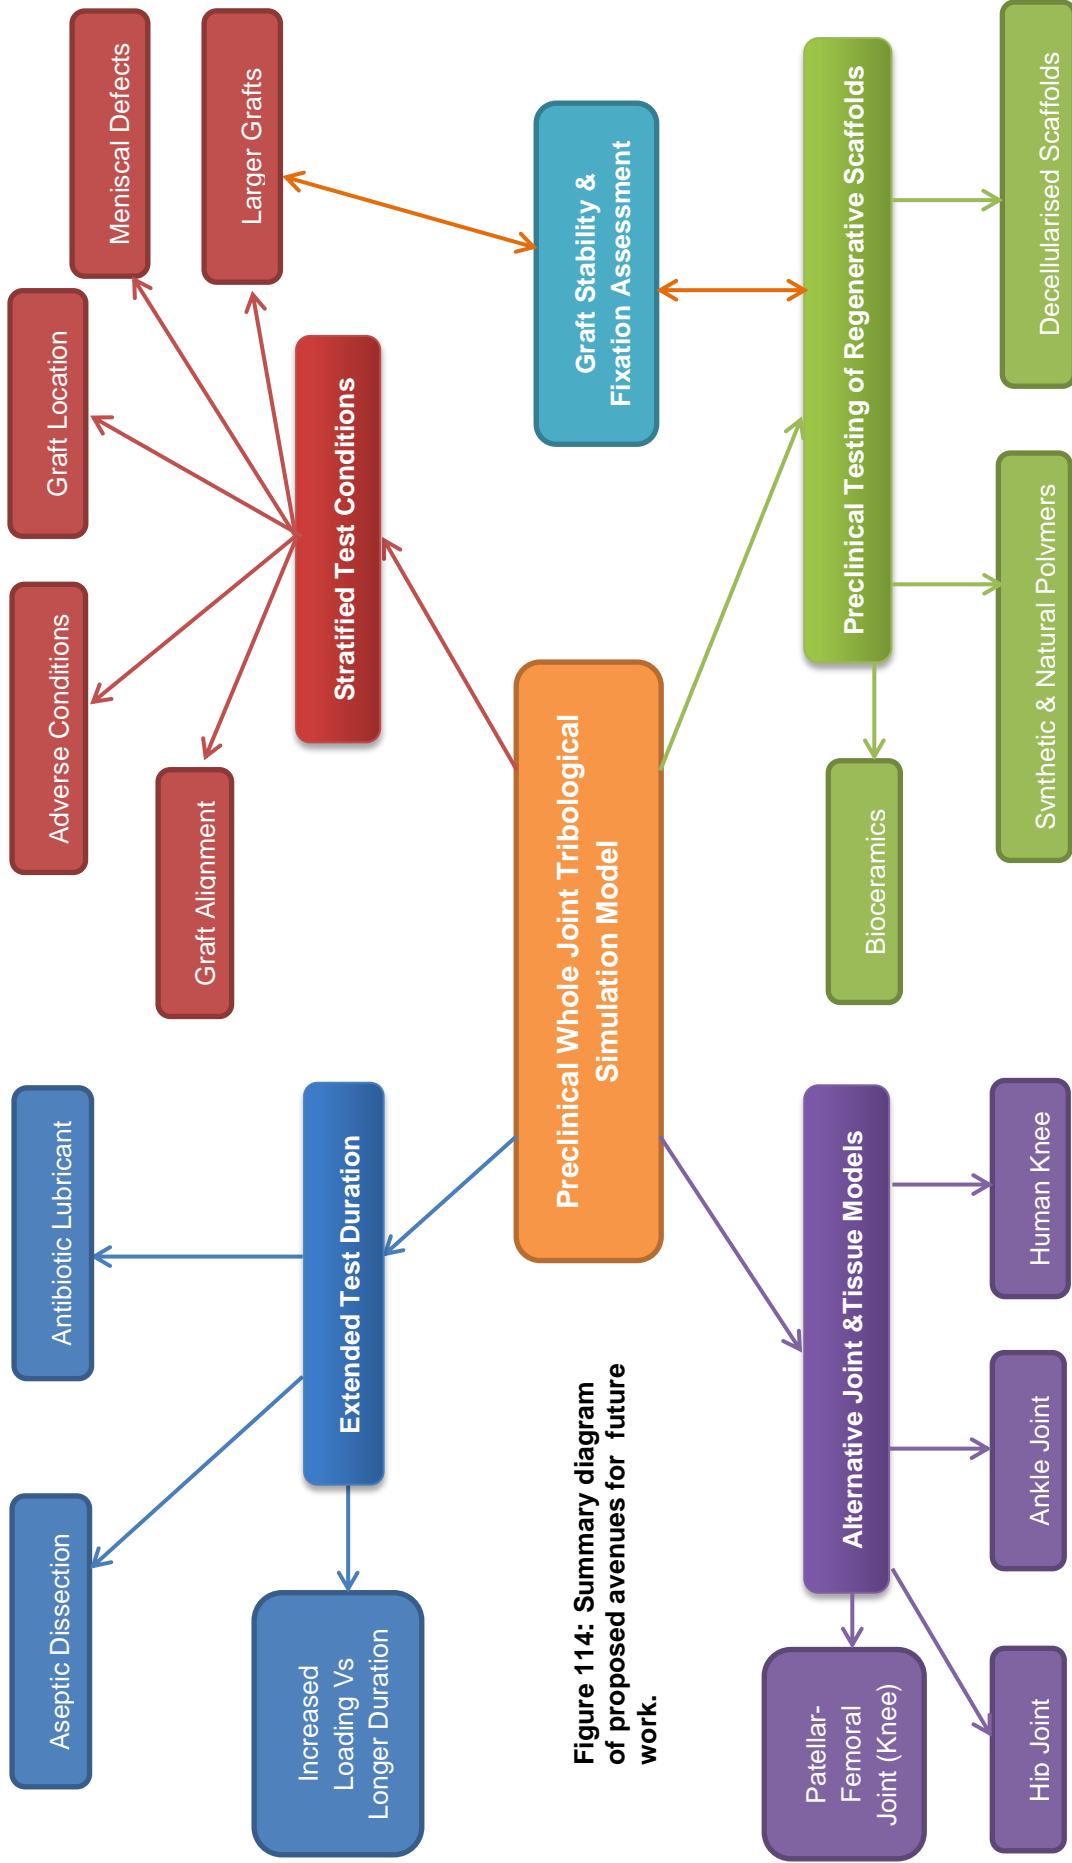 Aseptic Dissection
Antibiotic Lubricant
Increased
Loading Vs
Longer Duration
Extended Test Duration
Graft Alignment
Adverse Conditions
Graft Location
Meniscal Defects
Larger Grafts
Stratified Test Conditions
Preclinical Whole Joint Tribological
Simulation Model
Graft Stability &
Fixation Assessment
Figure 114: Summary diagram
of proposed avenues for future
work.
Alternative Joint &Tissue Models
Patellar-
Femoral
Joint (Knee)
Hip Joint
Ankle Joint
Human Knee
Preclinical Testing of Regenerative Scaffolds
Bioceramics
Synthetic & Natural Polymers
Decellularised Scaffolds